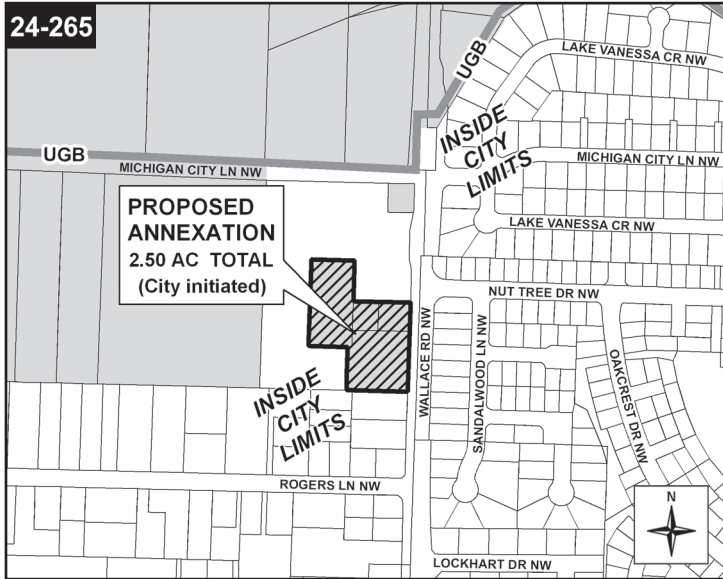 24-265
LAKE VANESSA CR NW
UGB
INSIDE
CITY
LIMITS
UGB
MICHIGAN CITY LN NW
MICHIGAN CITY LN NW
PROPOSED
ANNEXATION
2.50 AC TOTAL
(City initiated)
LAKE VANESSA CR NW
NUT TREE DR NW
WALLACE RD NW
SANDALWOOD LN NW
OAKCREST DR NW
INSIDE
CITY
LIMITS
ROGERS LN NW
N
LOCKHART DR NW